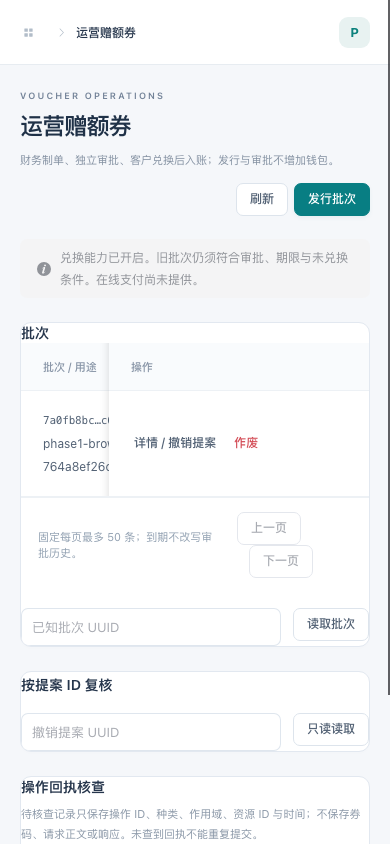 运营赠额券
P
VOUCHER OPERATIONS
运营赠额券
财务制单、独立审批、客户兑换后入账；发行与审批不增加钱包。
刷新
发行批次
兑换能力已开启。旧批次仍须符合审批、期限与未兑换
条件。在线支付尚未提供。
批次
批次 / 用途
操作
7a0fb8bc…c
phase1-brow
764a8ef26c
详情 / 撤销提案
作废
固定每页最多 50 条；到期不改写审
批历史。
上一页
下一页
已知批次 UUID
读取批次
按提案 ID 复核
撤销提案 UUID
只读读取
操作回执核查
待核查记录只保存操作 ID、种类、作用域、资源 ID 与时间；不保存券
码、请求正文或响应。未查到回执不能重复提交。